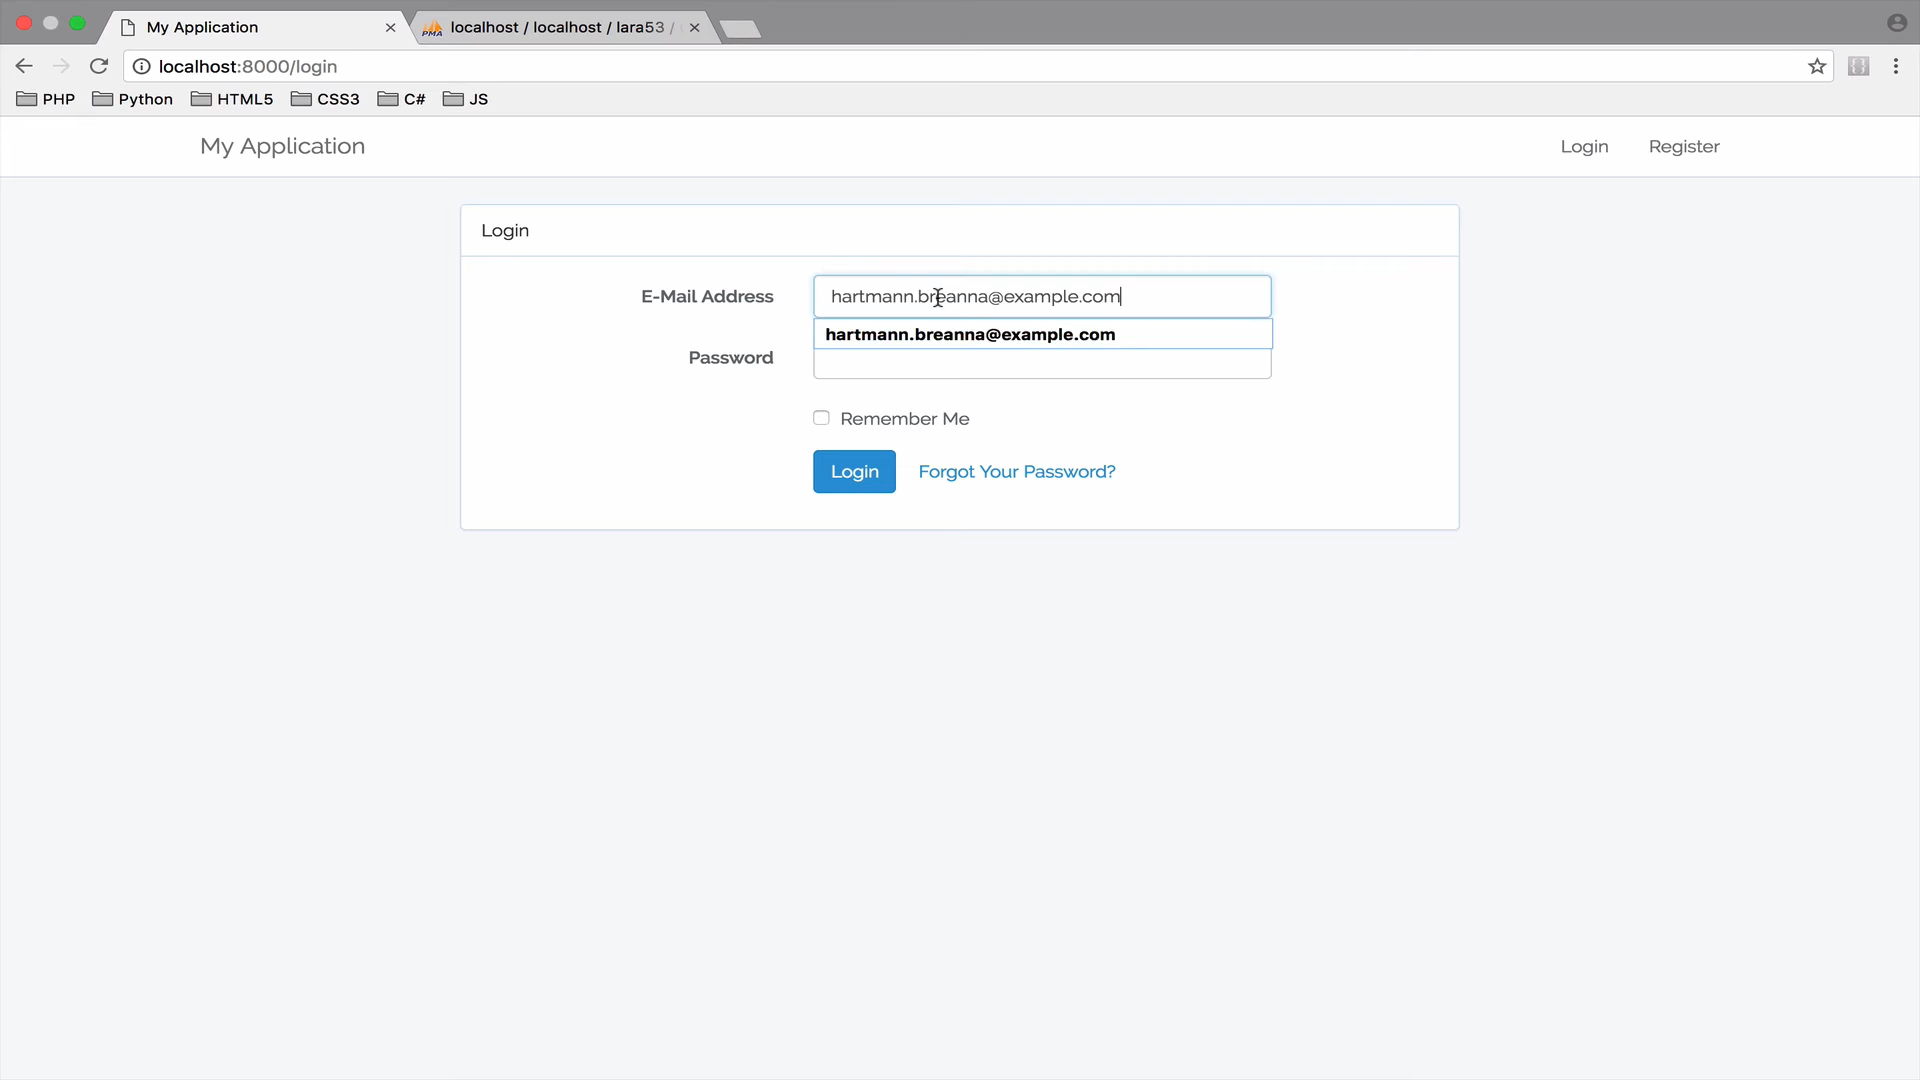 My Application
PMA localhost / localhost / lara53 /
localhost:8000/login
PHP Python HTML5 CSS3 C# JS
My Application Login Register
Login
E-Mail Address hartmann.breanna@example.com
hartmann.breanna@example.com
Password
Remember Me
Login Forgot Your Password?